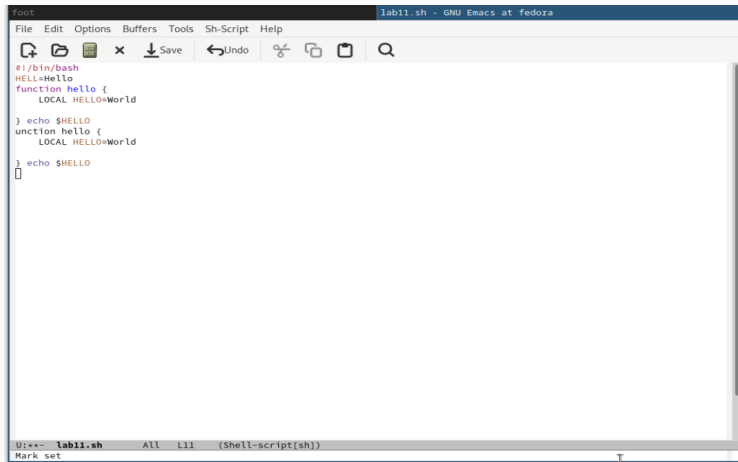 foot lab11.sh - GNU Emacs at fedora
File Edit Options Buffers Tools Sh-Script Help
Save Undo
#!/bin/bash
HELL=Hello
function hello {
    LOCAL HELLO=World
} echo $HELLO
unction hello {
    LOCAL HELLO=World
} echo $HELLO
U:**- lab11.sh All L11 (Shell-script[sh])
Mark set